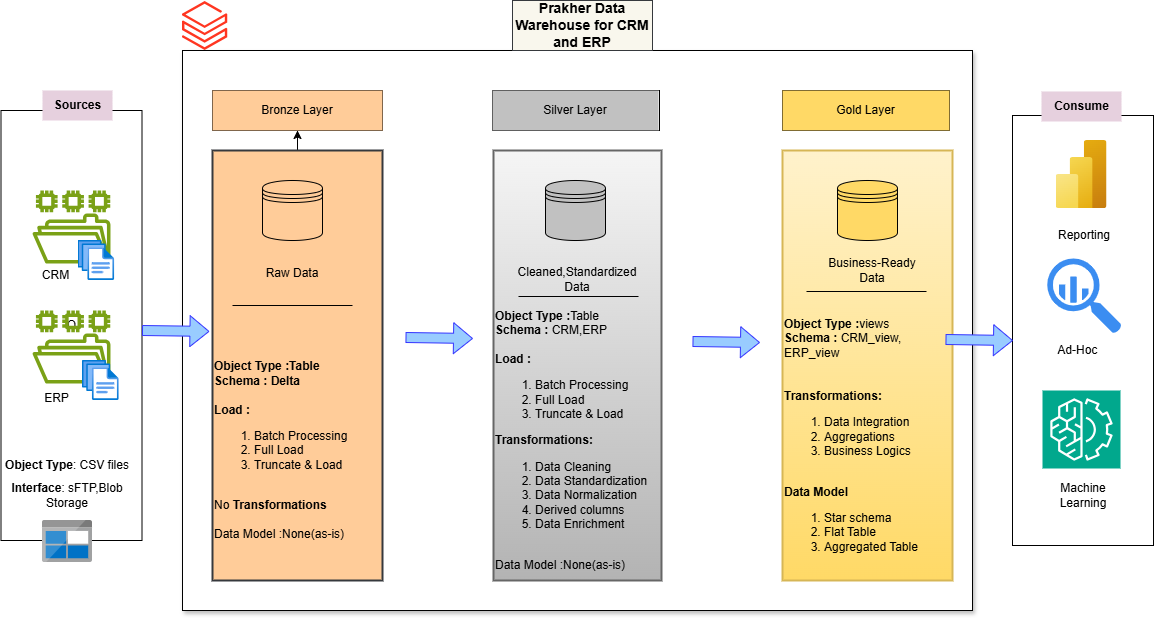 Prakher Data
Warehouse for CRM
and ERP
Sources
CRM
ERP
Object Type: CSV files
Interface: sFTP,Blob
Storage
Bronze Layer
Raw Data
Object Type :Table
Schema : Delta
Load :
1. Batch Processing
2. Full Load
3. Truncate & Load
No Transformations
Data Model :None(as-is)
Silver Layer
Cleaned,Standardized
Data
Object Type :Table
Schema : CRM,ERP
Load :
1. Batch Processing
2. Full Load
3. Truncate & Load
Transformations:
1. Data Cleaning
2. Data Standardization
3. Data Normalization
4. Derived columns
5. Data Enrichment
Data Model :None(as-is)
Gold Layer
Business-Ready
Data
Object Type :views
Schema : CRM_view,
ERP_view
Transformations:
1. Data Integration
2. Aggregations
3. Business Logics
Data Model
1. Star schema
2. Flat Table
3. Aggregated Table
Consume
Reporting
Ad-Hoc
Machine
Learning